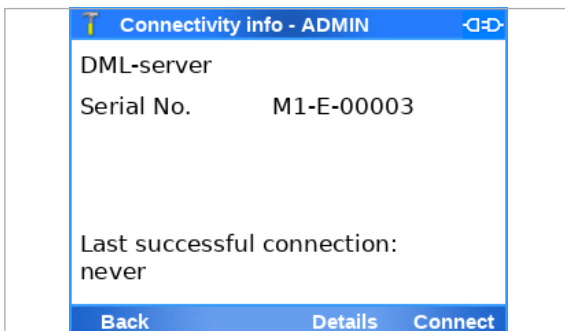 Connectivity info - ADMIN
DML-server
Serial No. M1-E-00003
Last successful connection:
never
Back Details Connect